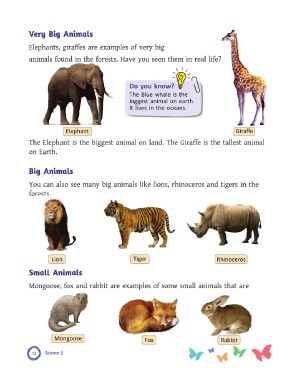 Very Big Animals
Elephants, giraffes are examples of very big
animals found in the forests. Have you seen them in real life?
Do you know?
The Blue whale is the
biggest animal on earth.
It lives in the oceans.
Elephant
Giraffe
The Elephant is the biggest animal on land. The Giraffe is the tallest animal
on Earth.
Big Animals
You can also see many big animals like lions, rhinoceros and tigers in the
forests.
Lion
Tiger
Rhinoceros
Small Animals
Mongoose, fox and rabbit are examples of some small animals that are
Mongoose
Fox
Rabbit
Science-2